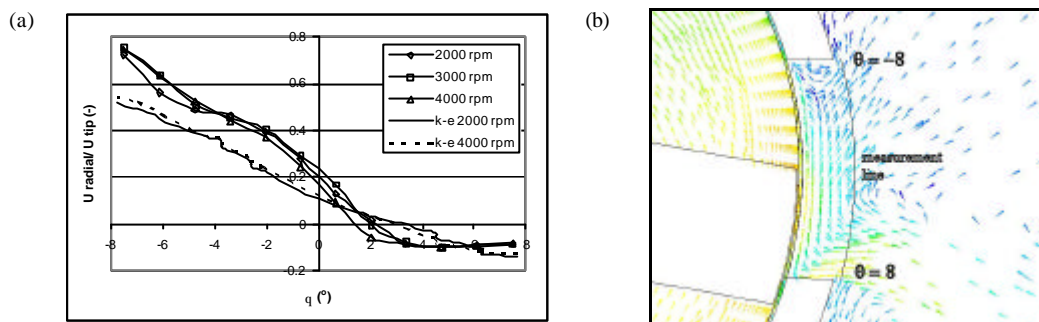 (a)
0.8
0.6
0.4
0.2
0
-0.2
-8
-6
-4
-2
0
2
4
6
8
U radial/ U tip (-)
q (°)
2000 rpm
3000 rpm
4000 rpm
k-e 2000 rpm
k-e 4000 rpm
(b)
θ = -8
measurement
line
θ = 8